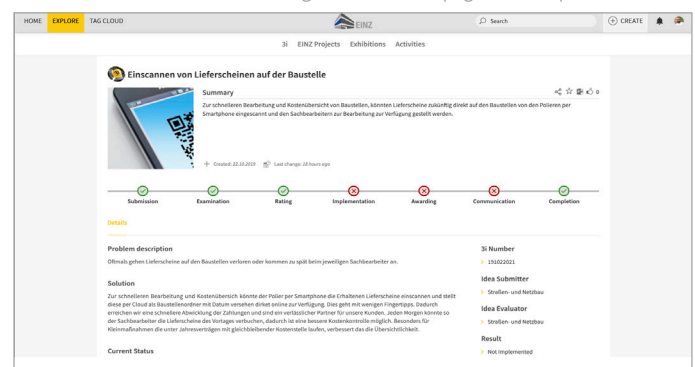 HOME EXPLORE TAG CLOUD EINZ Search CREATE
3i EINZ Projects Exhibitions Activities
Einscannen von Lieferscheinen auf der Baustelle
Summary 0
Zur schnelleren Bearbeitung und Kostenübersicht von Baustellen, könnten Lieferscheine zukünftig direkt auf den Baustellen von den Polieren per
Smartphone eingescannt und den Sachbearbeitern zur Bearbeitung zur Verfügung gestellt werden.
Created: 22.10.2019 Last change: 18 hours ago
Submission Examination Rating Implementation Awarding Communication Completion
Details
Problem description
Oftmals gehen Lieferscheine auf den Baustellen verloren oder kommen zu spät beim jeweiligen Sachbearbeiter an.
Solution
Zur schnelleren Bearbeitung und Kostenübersich könnte der Polier per Smartphone die Erhaltenen Lieferscheine einscannen und stellt
diese per Cloud als Baustellenordner mit Datum versehen dirket online zur Verfügung. Dies geht mit wenigen Fingertipps. Dadurch
erreichen wir eine schnellere Abwicklung der Zahlungen und sind ein verlässlicher Partner für unsere Kunden. Jeden Morgen könnte so
der Sachbearbeiter die Lieferscheine des Vortages verbuchen, dadurch ist eine bessere Kostenkontrolle möglich. Besonders für
Kleinmaßnahmen die unter Jahresverträgen mit gleichbleibender Kostenstelle laufen, verbessert das die Übersichtlichkeit.
Current Status
3i Number
191022021
Idea Submitter
Straßen- und Netzbau
Idea Evaluator
Straßen- und Netzbau
Result
Not Implemented